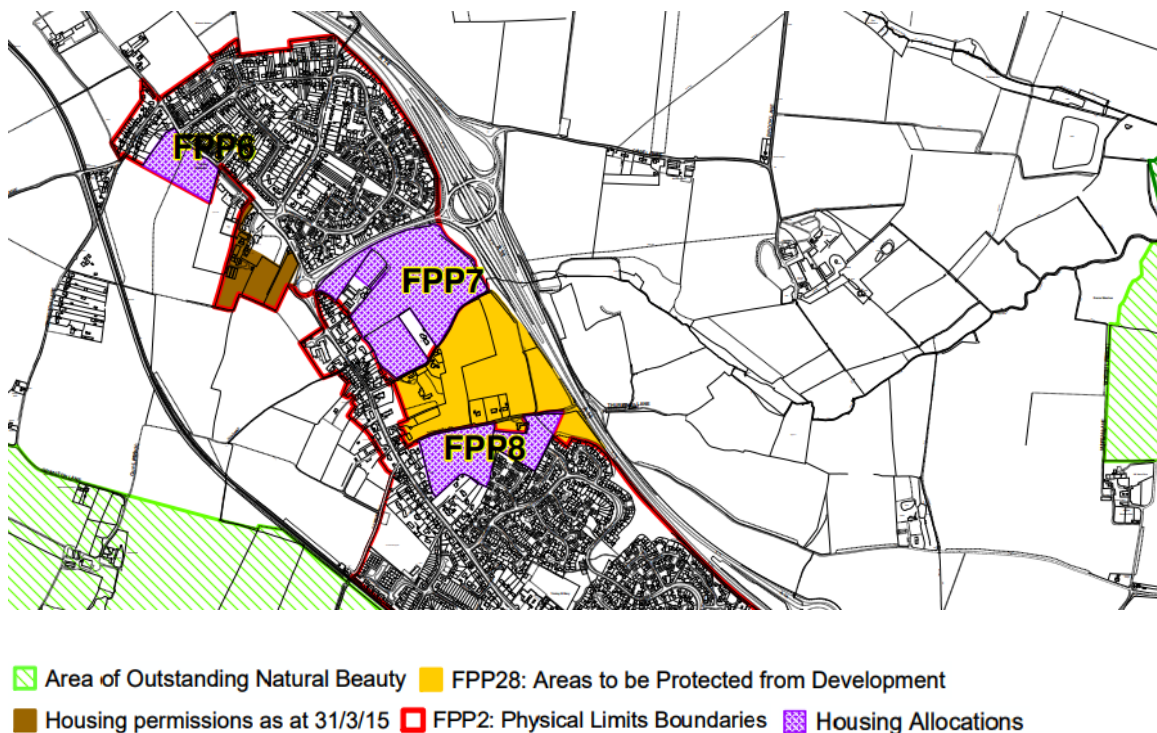 FPP6
FPP7
FPP8
Area of Outstanding Natural Beauty
FPP28: Areas to be Protected from Development
Housing permissions as at 31/3/15
FPP2: Physical Limits Boundaries
Housing Allocations